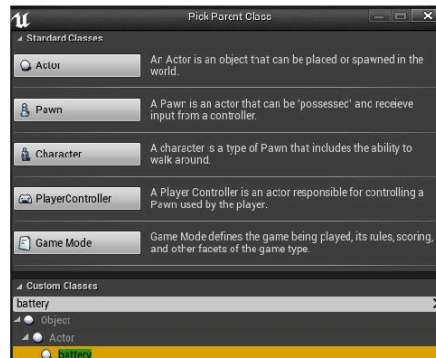 Pick Parent Class
Standard Classes
Actor
An Actor is an object that can be placed or spawned in the
world.
Pawn
A Pawn is an actor that can be 'possessed' and receieve
input from a controller.
Character
A character is a type of Pawn that includes the ability to
walk around.
PlayerController
A Player Controller is an actor responsible for controlling a
Pawn used by the player.
Game Mode
Game Mode defines the game being played, its rules, scoring,
and other facets of the game type.
Custom Classes
battery
Object
Actor
battery